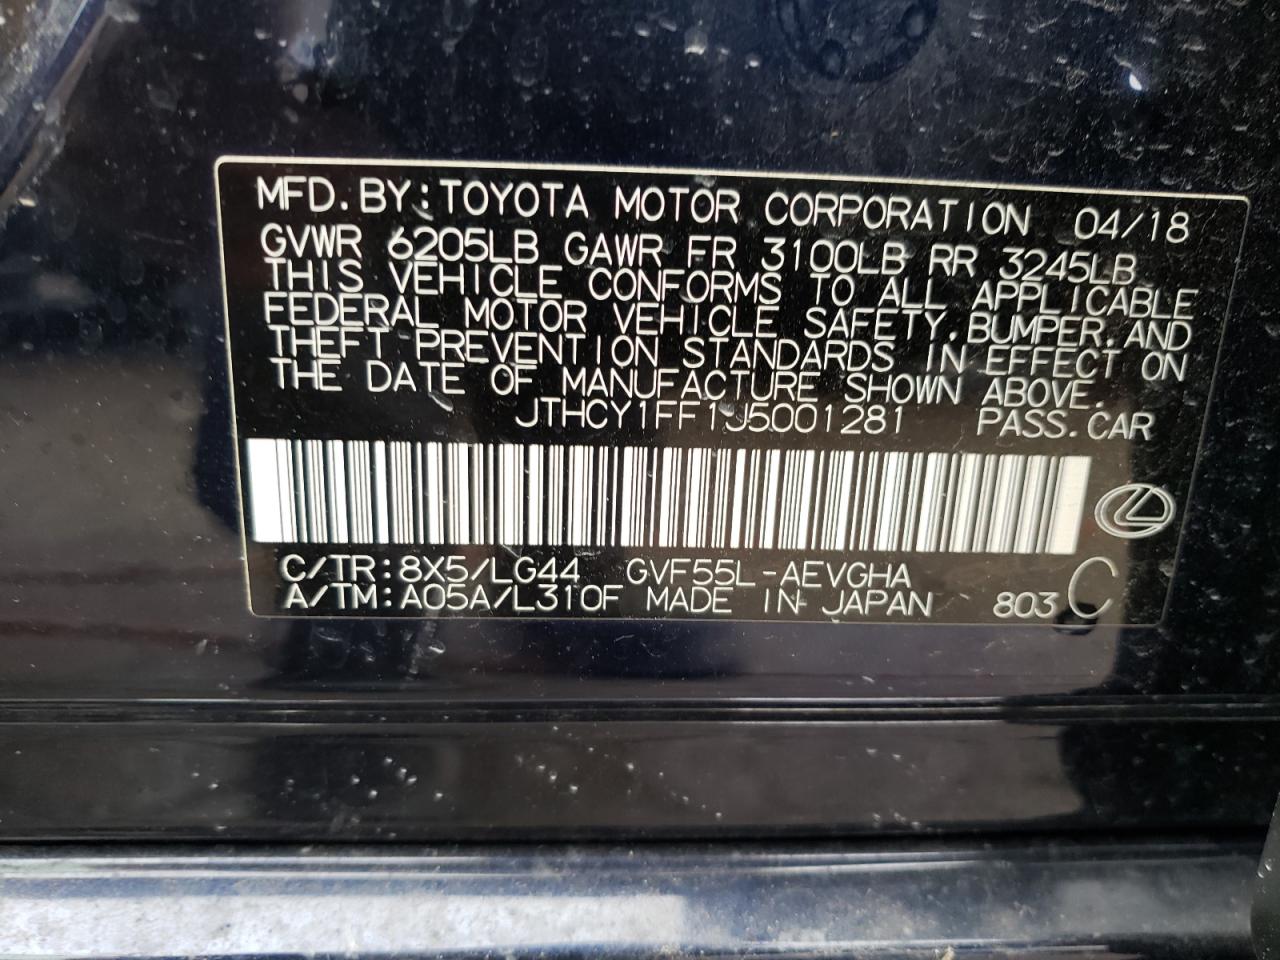 MFD. BY: TOYOTA MOTOR CORPORATION 04/18
GVWR 6205LB GAWR FR 3100LB RR 3245LB
THIS VEHICLE CONFORMS TO ALL APPLICABLE
FEDERAL MOTOR VEHICLE SAFETY, BUMPER, AND
THEFT PREVENTION STANDARDS IN EFFECT ON
THE DATE OF MANUFACTURE SHOWN ABOVE.
JTHCY1FF1J5001281 PASS. CAR
C/TR: 8X5/LG44 GVF55L-AEVGHA
A/TM: A05A/L310F MADE IN JAPAN 803 C